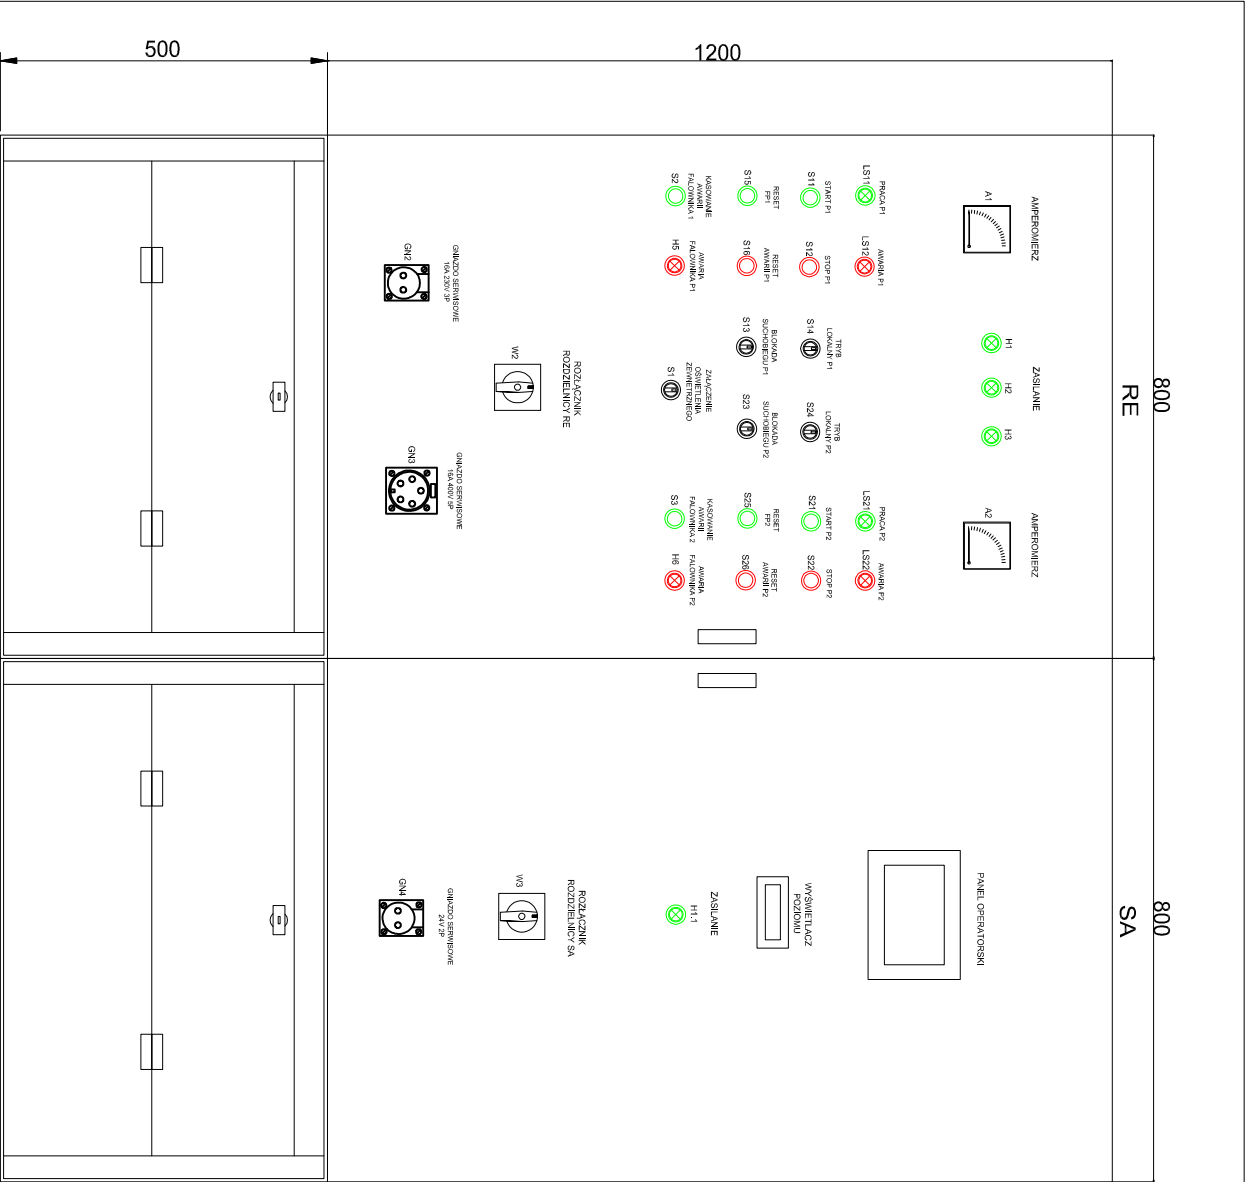 500
1200
800
RE
800
SA
AMPEROMIERZ
A1
ZASILANIE
H1
H2
H3
AMPEROMIERZ
A2
PRACA P1
LS11
AWARIA P1
LS12
PRACA P2
LS21
AWARIA P2
LS22
START P1
S11
STOP P1
S12
TRYB
LOKALNY P1
S14
TRYB
LOKALNY P2
S24
START P2
S21
STOP P2
S22
RESET
FP1
S15
RESET
AWARII P1
S16
BLOKADA
SUCHOBIEGU P1
S13
BLOKADA
SUCHOBIEGU P2
S23
RESET
FP2
S25
RESET
AWARII P2
S26
KASOWANIE
AWARII
FALOWNIKA 1
S2
AWARIA
FALOWNIKA P1
H5
ZAŁĄCZENIE
OŚWIETLENIA
ZEWNĘTRZNEGO
S1
KASOWANIE
AWARII
FALOWNIKA 2
S3
AWARIA
FALOWNIKA P2
H6
ROZŁĄCZNIK
ROZDZIELNICY RE
W2
GNIAZDO SERWISOWE
16A 230V 3P
GN2
GNIAZDO SERWISOWE
16A 400V 5P
GN3
PANEL OPERATORSKI
WYŚWIETLACZ
POZIOMU
ZASILANIE
H1.1
ROZŁĄCZNIK
ROZDZIELNICY SA
W3
GNIAZDO SERWISOWE
24V 2P
GN4